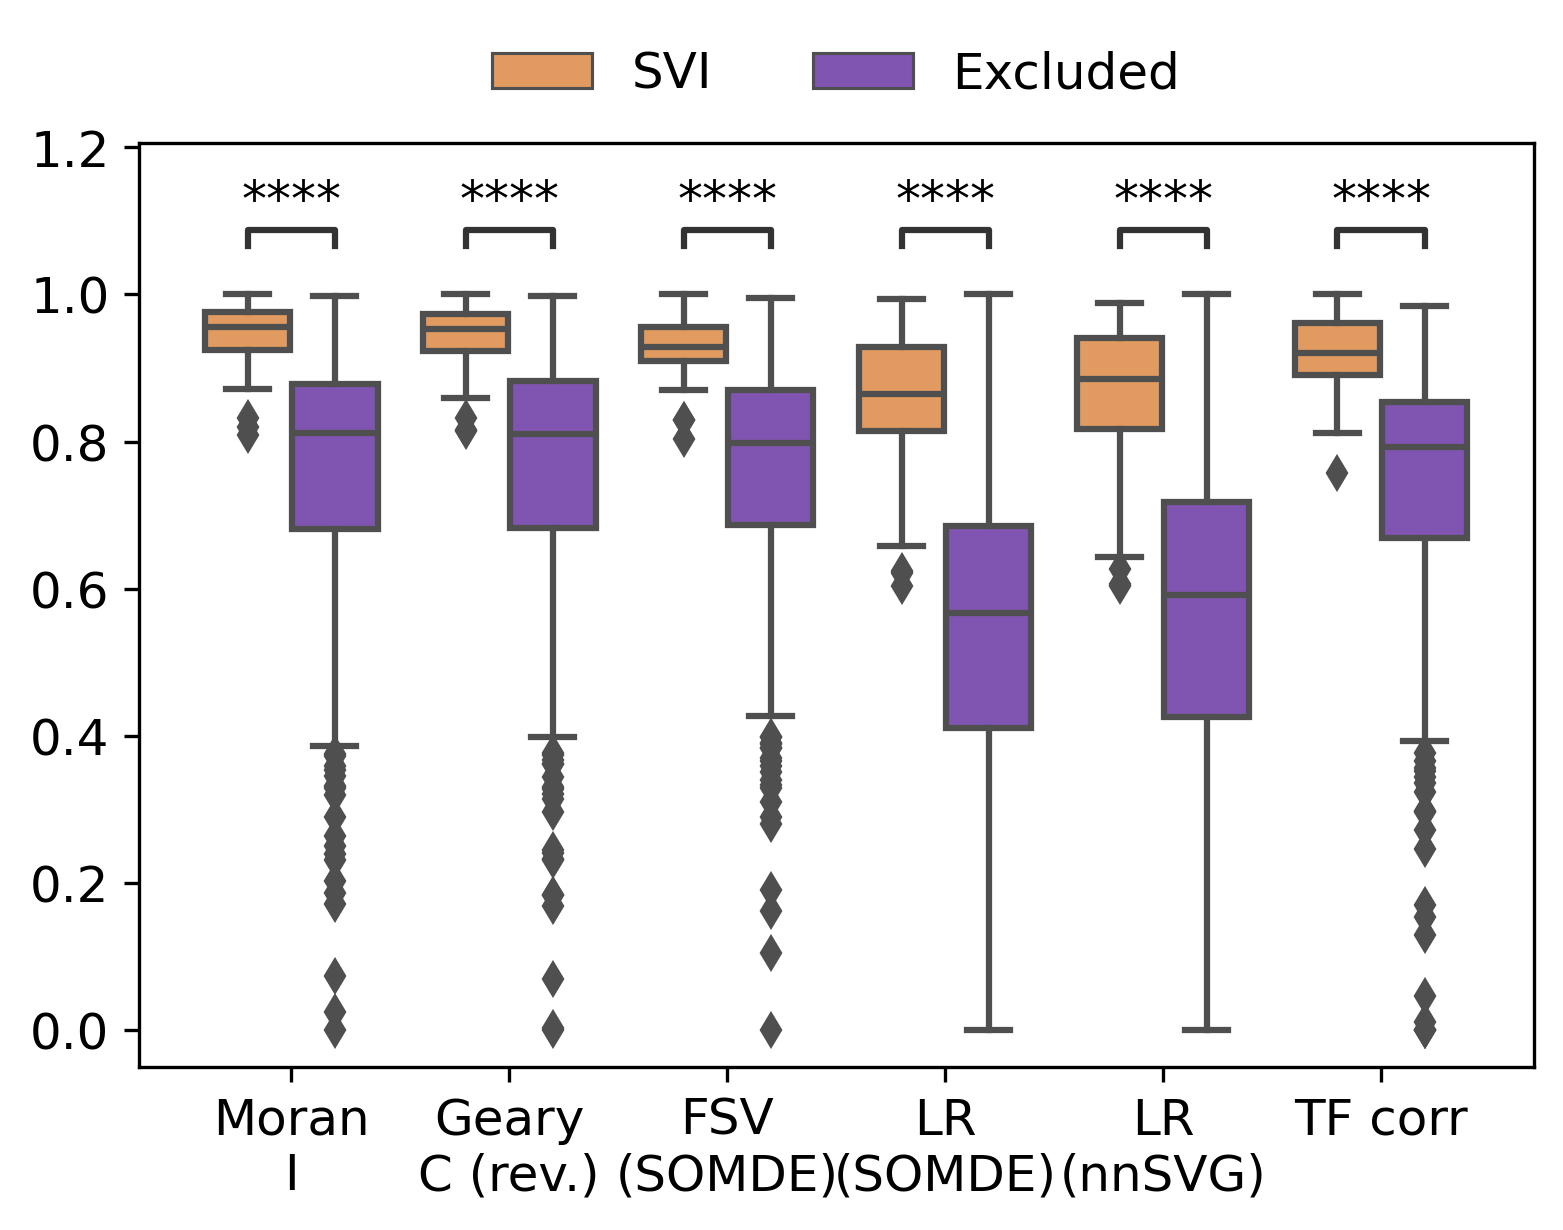 SVI Excluded
1.2
**** **** **** **** **** ****
1.0
0.8
0.6
0.4
0.2
0.0
Moran Geary FSV LR LR TF corr
I C (rev.) (SOMDE) (SOMDE) (nnSVG)